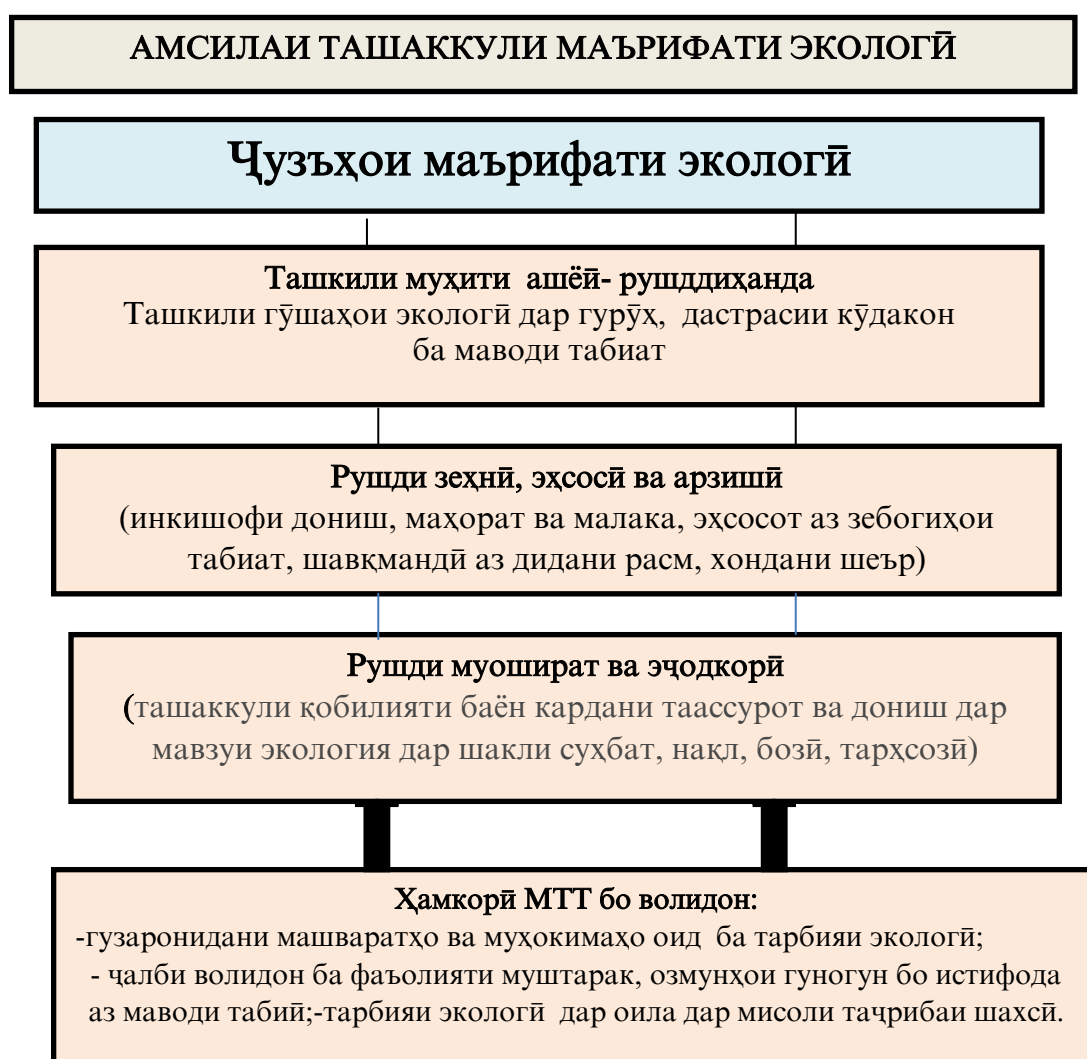 АМСИЛАИ ТАШАККУЛИ МАЪРИФАТИ ЭКОЛОГӢ
Ҷузъҳои маърифати экологӣ
Ташкили муҳити ашёӣ- рушддиҳанда
Ташкили гӯшаҳои экологӣ дар гурӯҳ, дастрасии кӯдакон
ба маводи табиат
Рушди зеҳнӣ, эҳсосӣ ва арзишӣ
(инкишофи дониш, маҳорат ва малака, эҳсосот аз зебогиҳои
табиат, шавқмандӣ аз дидани расм, хондани шеър)
Рушди муошират ва эҷодкорӣ
(ташаккули қобилияти баён кардани таассурот ва дониш дар
мавзуи экология дар шакли суҳбат, нақл, бозӣ, тарҳсозӣ)
Ҳамкорӣ МТТ бо волидон:
-гузаронидани машваратҳо ва муҳокимаҳо оид ба тарбияи экологӣ;
- ҷалби волидон ба фаъолияти муштарак, озмунҳои гуногун бо истифода
аз маводи табиӣ;-тарбияи экологӣ дар оила дар мисоли таҷрибаи шахсӣ.